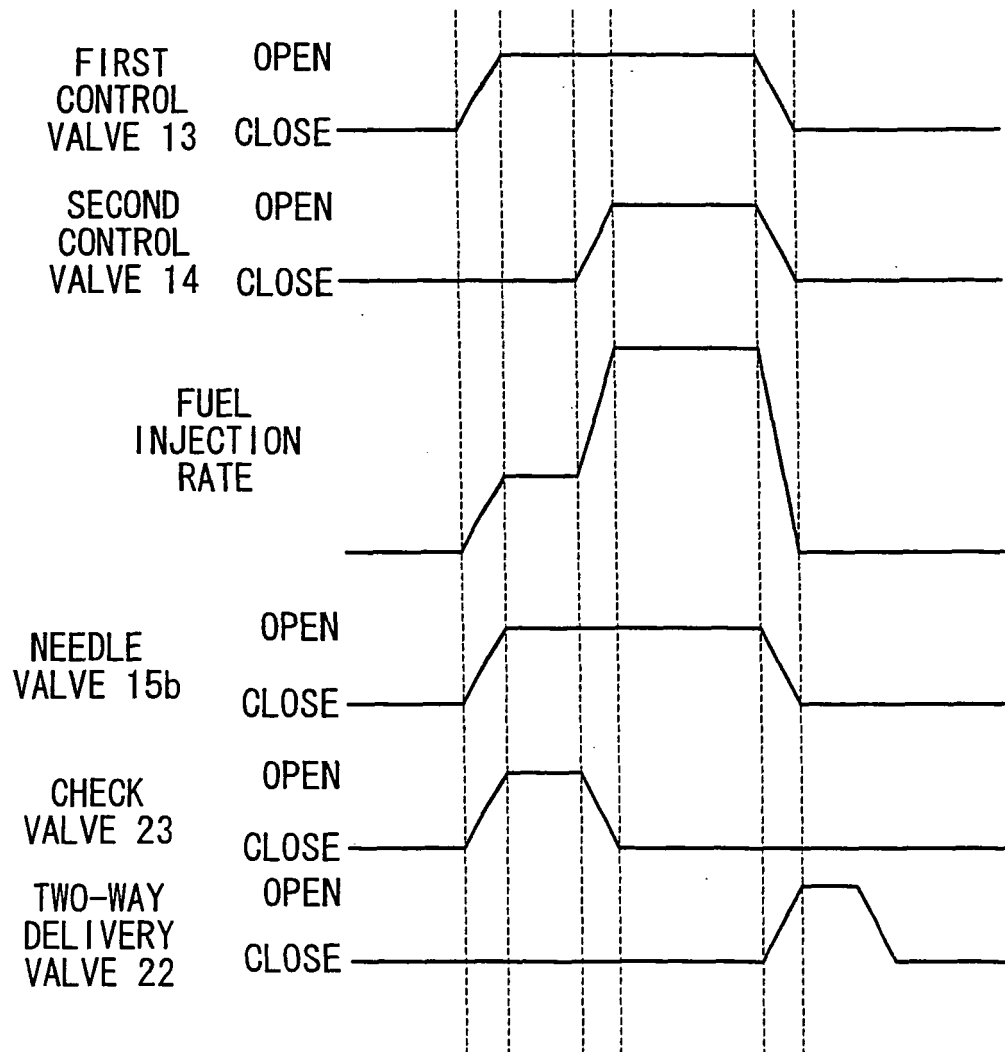 FIRST
CONTROL
VALVE 13
OPEN
CLOSE
SECOND
CONTROL
VALVE 14
OPEN
CLOSE
FUEL
INJECTION
RATE
NEEDLE
VALVE 15b
OPEN
CLOSE
CHECK
VALVE 23
OPEN
CLOSE
TWO-WAY
DELIVERY
VALVE 22
OPEN
CLOSE